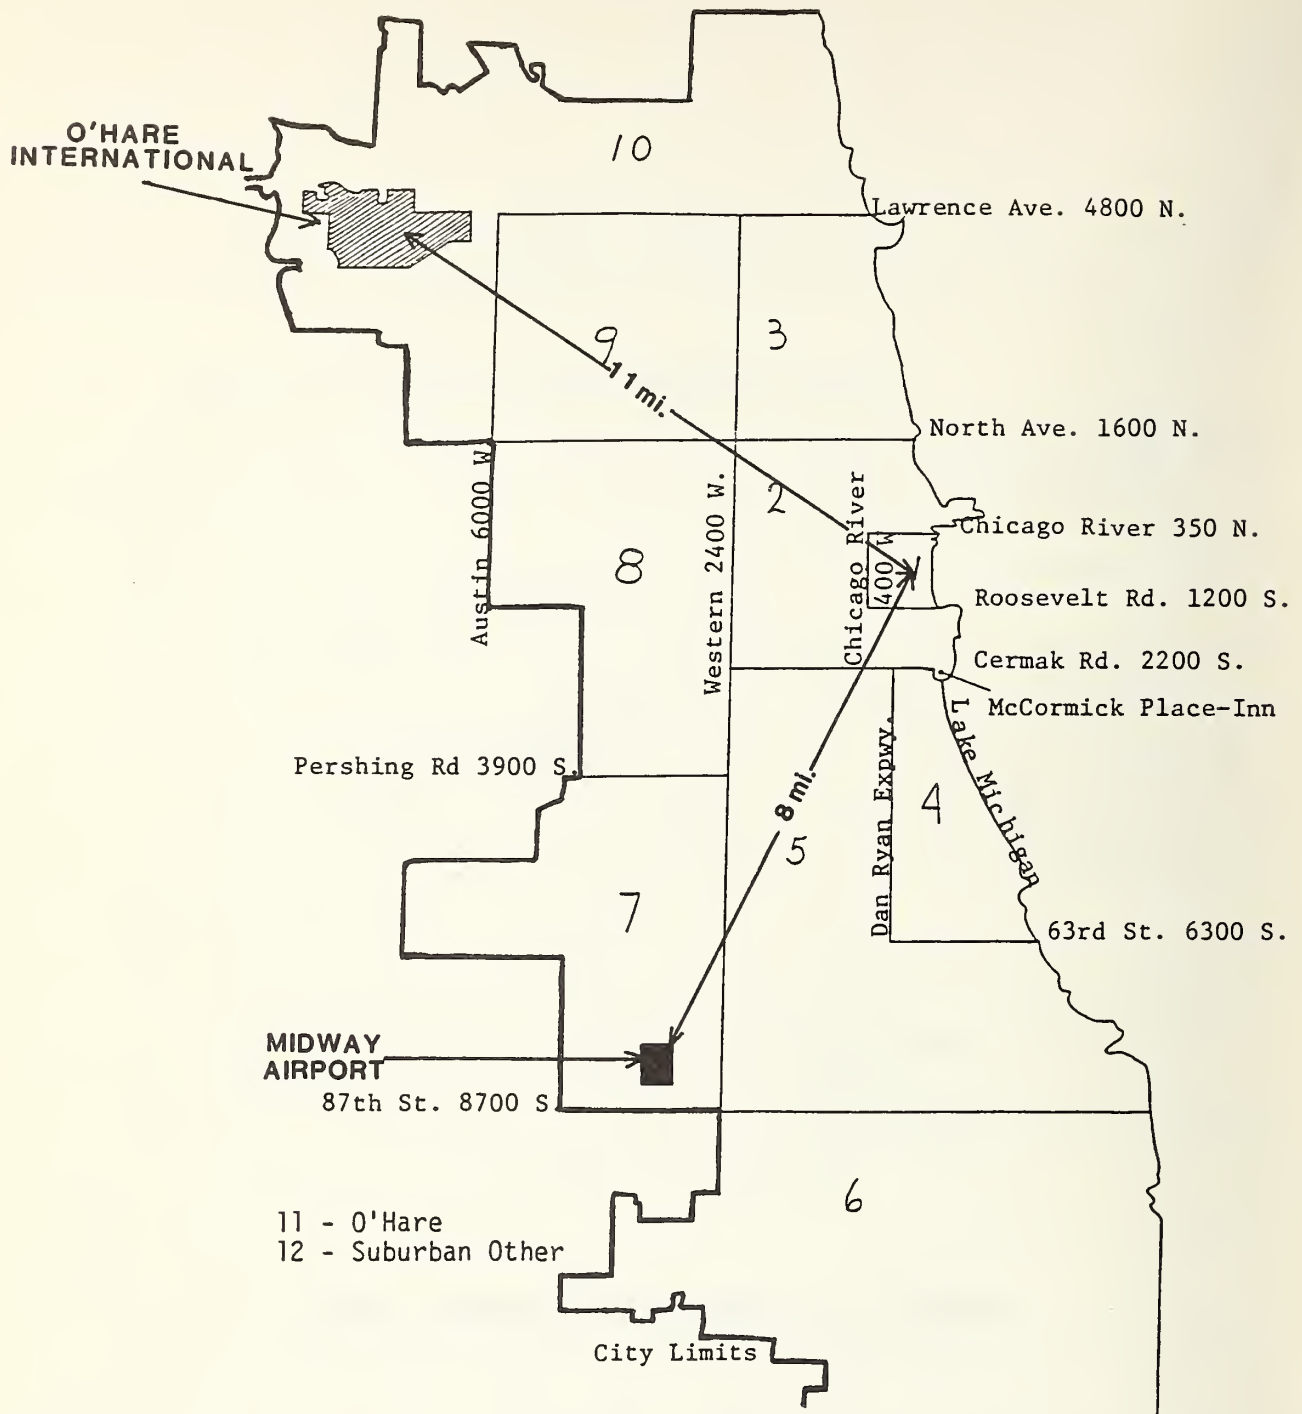 10
O'HARE
INTERNATIONAL
Lawrence Ave. 4800 N.
9
3
11 mi.
North Ave. 1600 N.
Austin 6000 W
Western 2400 W.
2
Chicago River
Chicago River 350 N.
8
400 W
1
Roosevelt Rd. 1200 S.
Cermak Rd. 2200 S.
McCormick Place-Inn
Lake Michigan
Pershing Rd 3900 S.
Dan Ryan Expwy.
8 mi.
4
5
7
63rd St. 6300 S.
MIDWAY
AIRPORT
87th St. 8700 S
6
11 - O'Hare
12 - Suburban Other
City Limits